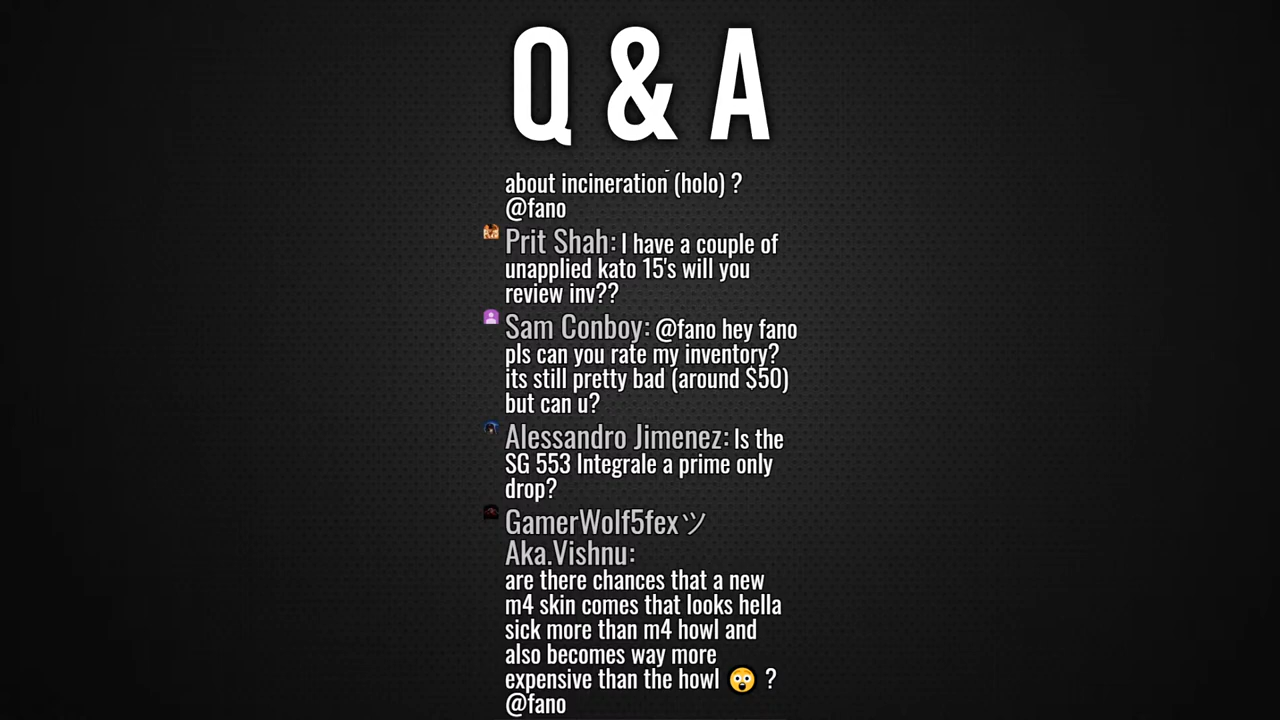 Q & A
about incineration (holo) ?
@fano
Prit Shah: I have a couple of
unapplied kato 15's will you
review inv??
Sam Conboy: @fano hey fano
pls can you rate my inventory?
its still pretty bad (around $50)
but can u?
Alessandro Jimenez: Is the
SG 553 Integrale a prime only
drop?
GamerWolf5fexツ
Aka.Vishnu:
are there chances that a new
m4 skin comes that looks hella
sick more than m4 howl and
also becomes way more
expensive than the howl 😲 ?
@fano